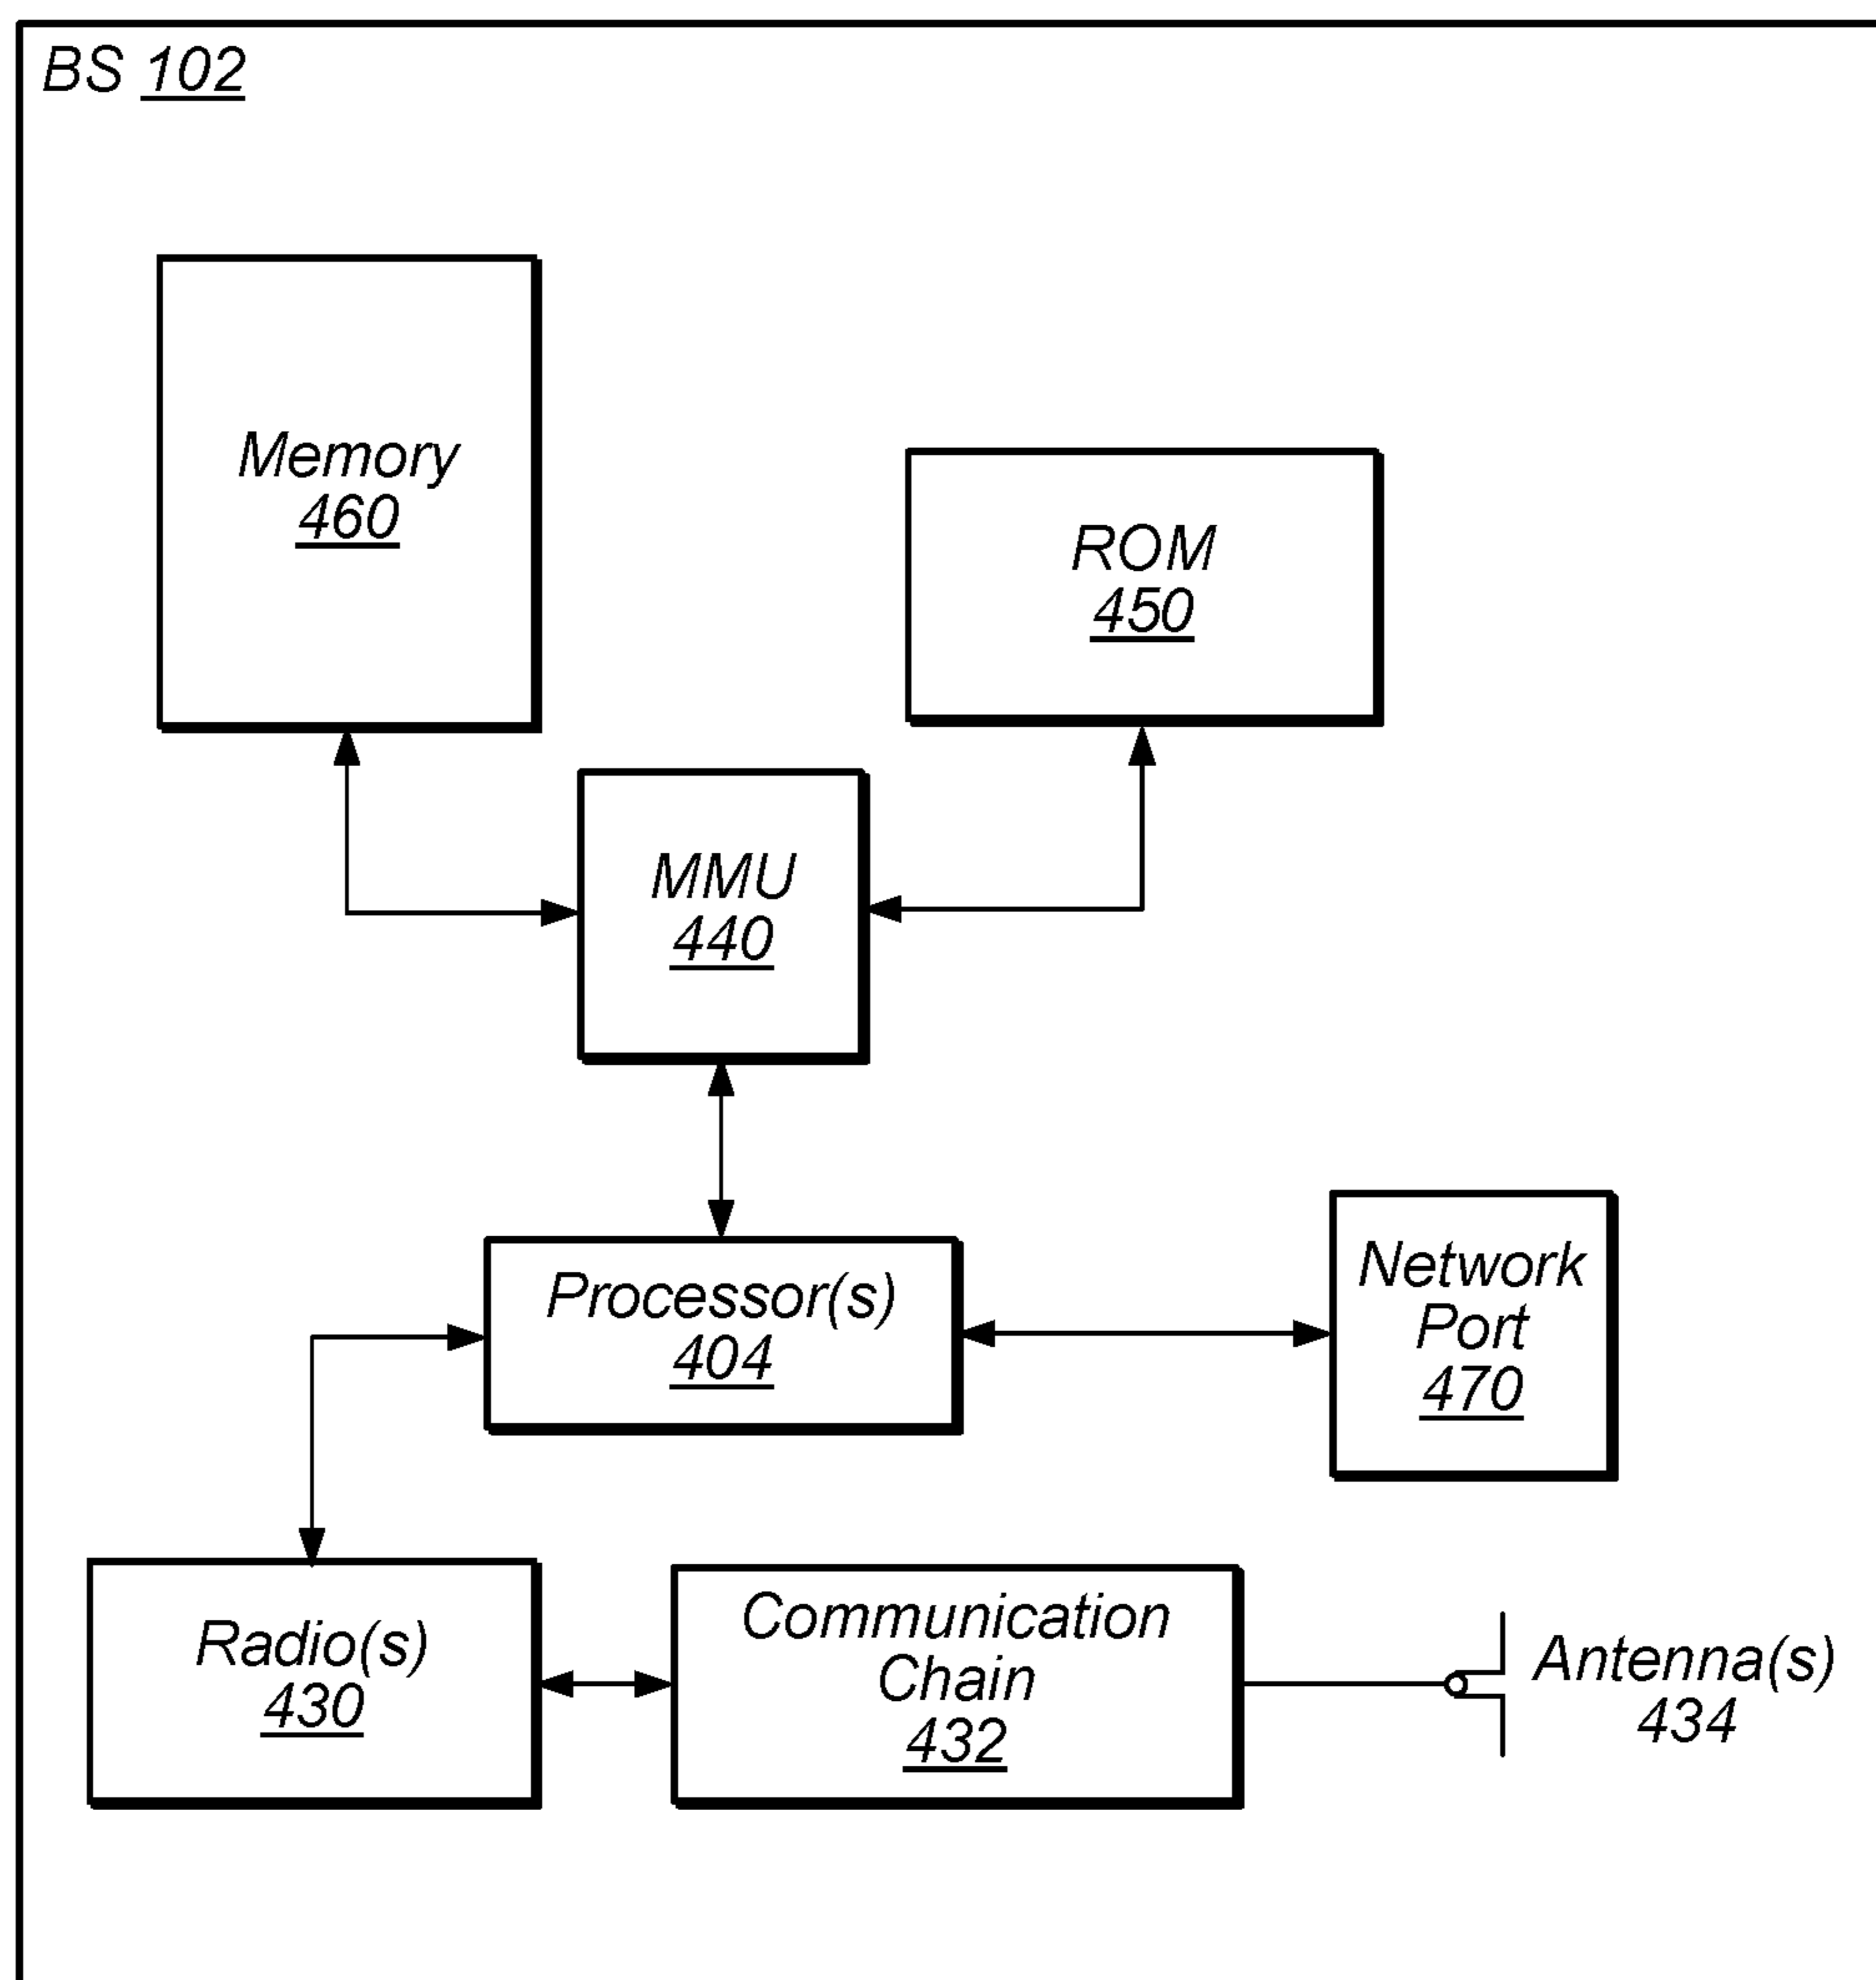 BS 102
Memory
460
ROM
450
MMU
440
Processor(s)
404
Network
Port
470
Radio(s)
430
Communication
Chain
432
Antenna(s)
434